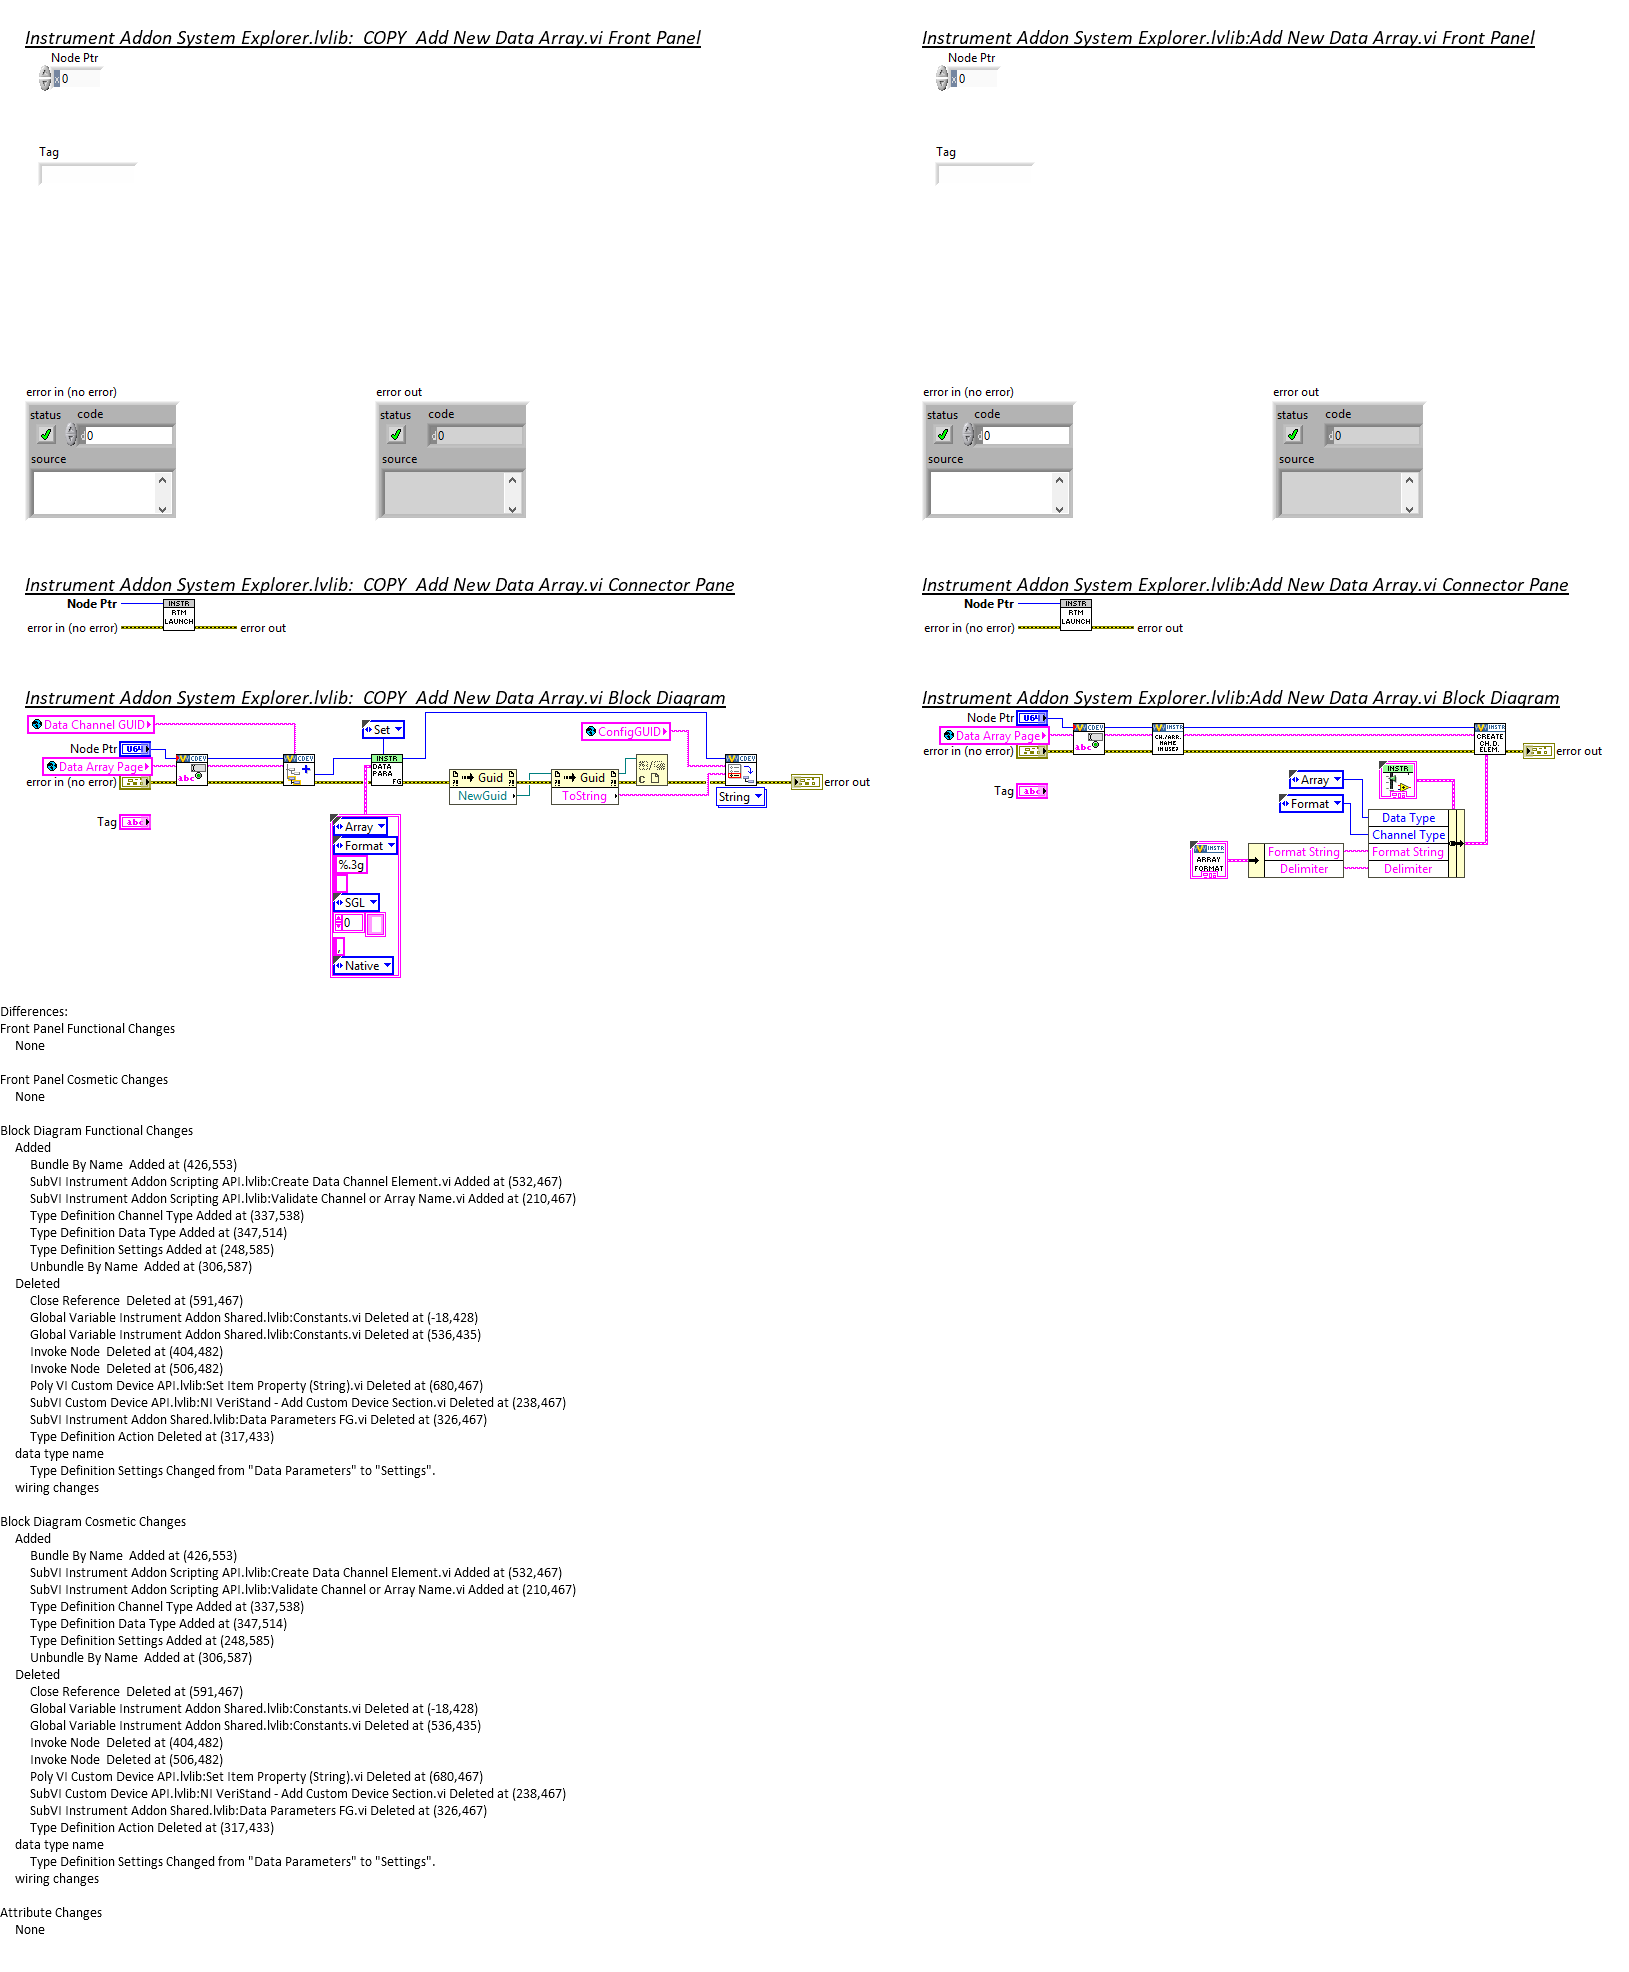 Instrument Addon System Explorer.lvlib:  COPY  Add New Data Array.vi Front Panel
Node Ptr
x 0
Tag
error in (no error)
status code
d 0
source
error out
status code
d 0
source
Instrument Addon System Explorer.lvlib:Add New Data Array.vi Front Panel
Node Ptr
x 0
Tag
error in (no error)
status code
d 0
source
error out
status code
d 0
source
Instrument Addon System Explorer.lvlib:  COPY  Add New Data Array.vi Connector Pane
Node Ptr
INSTR
RTM
LAUNCH
error in (no error)
error out
Instrument Addon System Explorer.lvlib:Add New Data Array.vi Connector Pane
Node Ptr
INSTR
RTM
LAUNCH
error in (no error)
error out
Instrument Addon System Explorer.lvlib:  COPY  Add New Data Array.vi Block Diagram
Data Channel GUID
Set
ConfigGUID
Node Ptr
U64
CDEV
abc
CDEV
INSTR
DATA
PARA
FG
CDEV
Data Array Page
error in (no error)
Guid
NewGuid
Guid
ToString
C
String
error out
Tag
abc
Array
Format
%.3g
SGL
0
,
Native
Instrument Addon System Explorer.lvlib:Add New Data Array.vi Block Diagram
Node Ptr
U64
Data Array Page
error in (no error)
CDEV
abc
INSTR
CH./ARR.
NAME
IN USE?
INSTR
CREATE
CH. D.
ELEM.
error out
Tag
abc
Array
Format
INSTR
Data Type
Channel Type
Format String
Delimiter
INSTR
ARRAY
FORMAT
Format String
Delimiter
Differences:
Front Panel Functional Changes
None
Front Panel Cosmetic Changes
None
Block Diagram Functional Changes
Added
Bundle By Name  Added at (426,553)
SubVI Instrument Addon Scripting API.lvlib:Create Data Channel Element.vi Added at (532,467)
SubVI Instrument Addon Scripting API.lvlib:Validate Channel or Array Name.vi Added at (210,467)
Type Definition Channel Type Added at (337,538)
Type Definition Data Type Added at (347,514)
Type Definition Settings Added at (248,585)
Unbundle By Name  Added at (306,587)
Deleted
Close Reference  Deleted at (591,467)
Global Variable Instrument Addon Shared.lvlib:Constants.vi Deleted at (-18,428)
Global Variable Instrument Addon Shared.lvlib:Constants.vi Deleted at (536,435)
Invoke Node  Deleted at (404,482)
Invoke Node  Deleted at (506,482)
Poly VI Custom Device API.lvlib:Set Item Property (String).vi Deleted at (680,467)
SubVI Custom Device API.lvlib:NI VeriStand - Add Custom Device Section.vi Deleted at (238,467)
SubVI Instrument Addon Shared.lvlib:Data Parameters FG.vi Deleted at (326,467)
Type Definition Action Deleted at (317,433)
data type name
Type Definition Settings Changed from "Data Parameters" to "Settings".
wiring changes
Block Diagram Cosmetic Changes
Added
Bundle By Name  Added at (426,553)
SubVI Instrument Addon Scripting API.lvlib:Create Data Channel Element.vi Added at (532,467)
SubVI Instrument Addon Scripting API.lvlib:Validate Channel or Array Name.vi Added at (210,467)
Type Definition Channel Type Added at (337,538)
Type Definition Data Type Added at (347,514)
Type Definition Settings Added at (248,585)
Unbundle By Name  Added at (306,587)
Deleted
Close Reference  Deleted at (591,467)
Global Variable Instrument Addon Shared.lvlib:Constants.vi Deleted at (-18,428)
Global Variable Instrument Addon Shared.lvlib:Constants.vi Deleted at (536,435)
Invoke Node  Deleted at (404,482)
Invoke Node  Deleted at (506,482)
Poly VI Custom Device API.lvlib:Set Item Property (String).vi Deleted at (680,467)
SubVI Custom Device API.lvlib:NI VeriStand - Add Custom Device Section.vi Deleted at (238,467)
SubVI Instrument Addon Shared.lvlib:Data Parameters FG.vi Deleted at (326,467)
Type Definition Action Deleted at (317,433)
data type name
Type Definition Settings Changed from "Data Parameters" to "Settings".
wiring changes
Attribute Changes
None